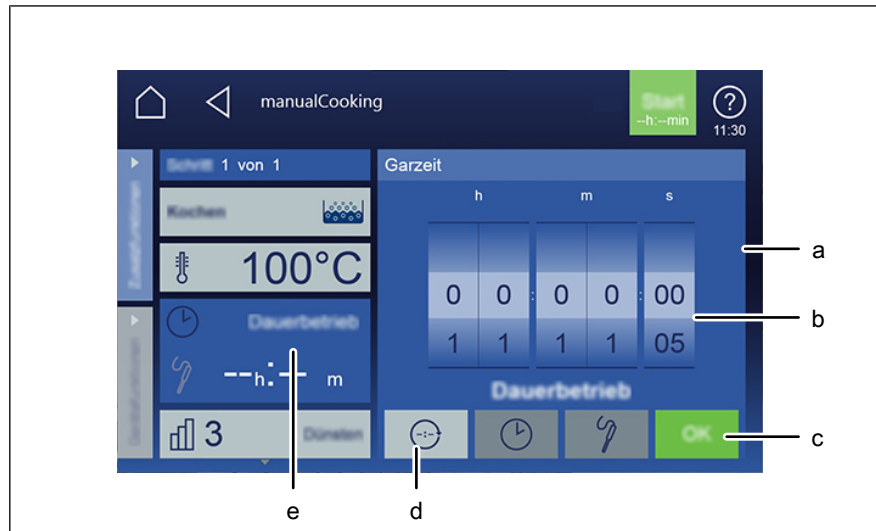 manualCooking
Start
--h:--min
?
11:30
Schritt 1 von 1
Garzeit
Kochen
100°C
Dauerbetrieb
--h:-- m
3 Dünsten
h m s
0 0 : 0 0 : 00
1 1 1 1 05
Dauerbetrieb
-:-
OK
a
b
c
d
e